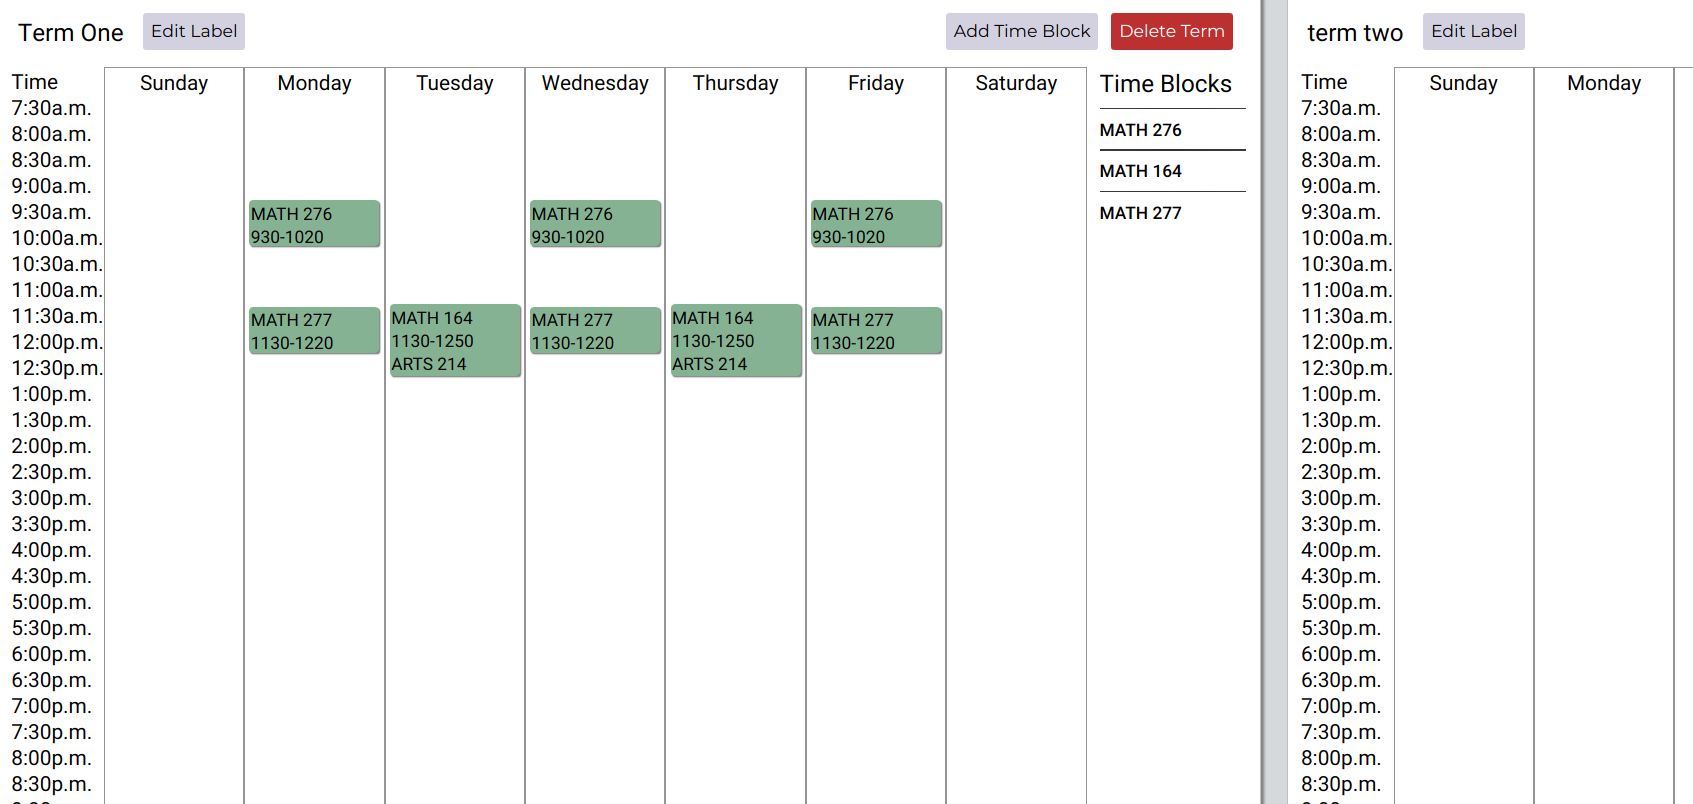 Term One Edit Label Add Time Block Delete Term
Time Sunday Monday Tuesday Wednesday Thursday Friday Saturday
7:30a.m.
8:00a.m.
8:30a.m.
9:00a.m.
9:30a.m.
10:00a.m.
10:30a.m.
11:00a.m.
11:30a.m.
12:00p.m.
12:30p.m.
1:00p.m.
1:30p.m.
2:00p.m.
2:30p.m.
3:00p.m.
3:30p.m.
4:00p.m.
4:30p.m.
5:00p.m.
5:30p.m.
6:00p.m.
6:30p.m.
7:00p.m.
7:30p.m.
8:00p.m.
8:30p.m.
MATH 276
930-1020
MATH 277
1130-1220
MATH 164
1130-1250
ARTS 214
MATH 276
930-1020
MATH 277
1130-1220
MATH 164
1130-1250
ARTS 214
MATH 276
930-1020
MATH 277
1130-1220
Time Blocks
MATH 276
MATH 164
MATH 277
term two Edit Label
Time Sunday Monday
7:30a.m.
8:00a.m.
8:30a.m.
9:00a.m.
9:30a.m.
10:00a.m.
10:30a.m.
11:00a.m.
11:30a.m.
12:00p.m.
12:30p.m.
1:00p.m.
1:30p.m.
2:00p.m.
2:30p.m.
3:00p.m.
3:30p.m.
4:00p.m.
4:30p.m.
5:00p.m.
5:30p.m.
6:00p.m.
6:30p.m.
7:00p.m.
7:30p.m.
8:00p.m.
8:30p.m.